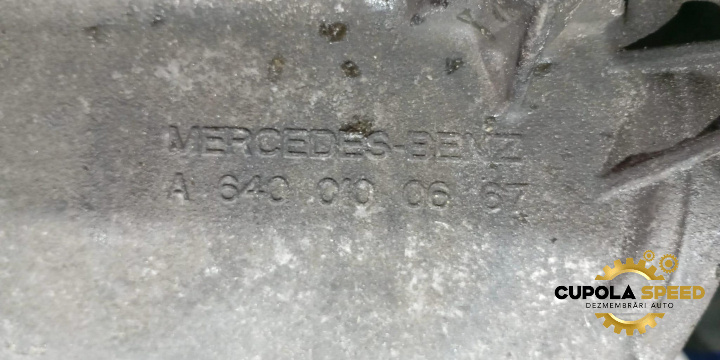 MERCEDES-BENZ
A 640 010 06 67
CUPOLA SPEED
DEZMEMBRĂRI AUTO